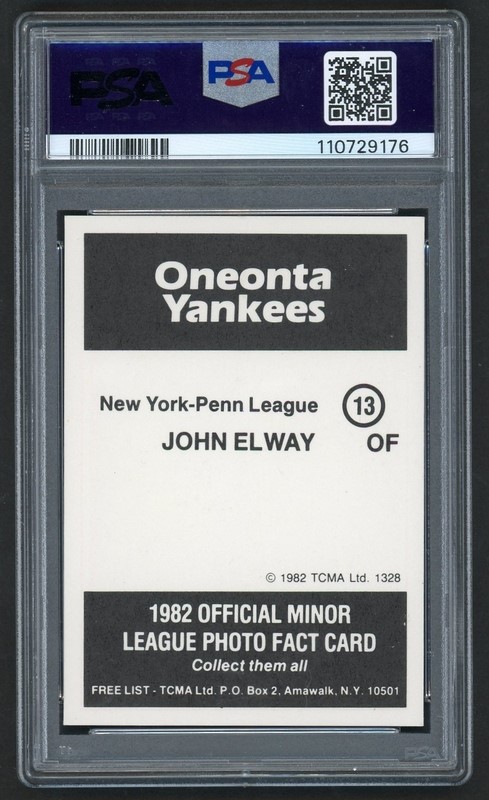 PSA
PSA
110729176
Oneonta
Yankees
New York-Penn League 13
JOHN ELWAY OF
© 1982 TCMA Ltd. 1328
1982 OFFICIAL MINOR
LEAGUE PHOTO FACT CARD
Collect them all
FREE LIST - TCMA Ltd. P.O. Box 2, Amawalk, N.Y. 10501
PSA